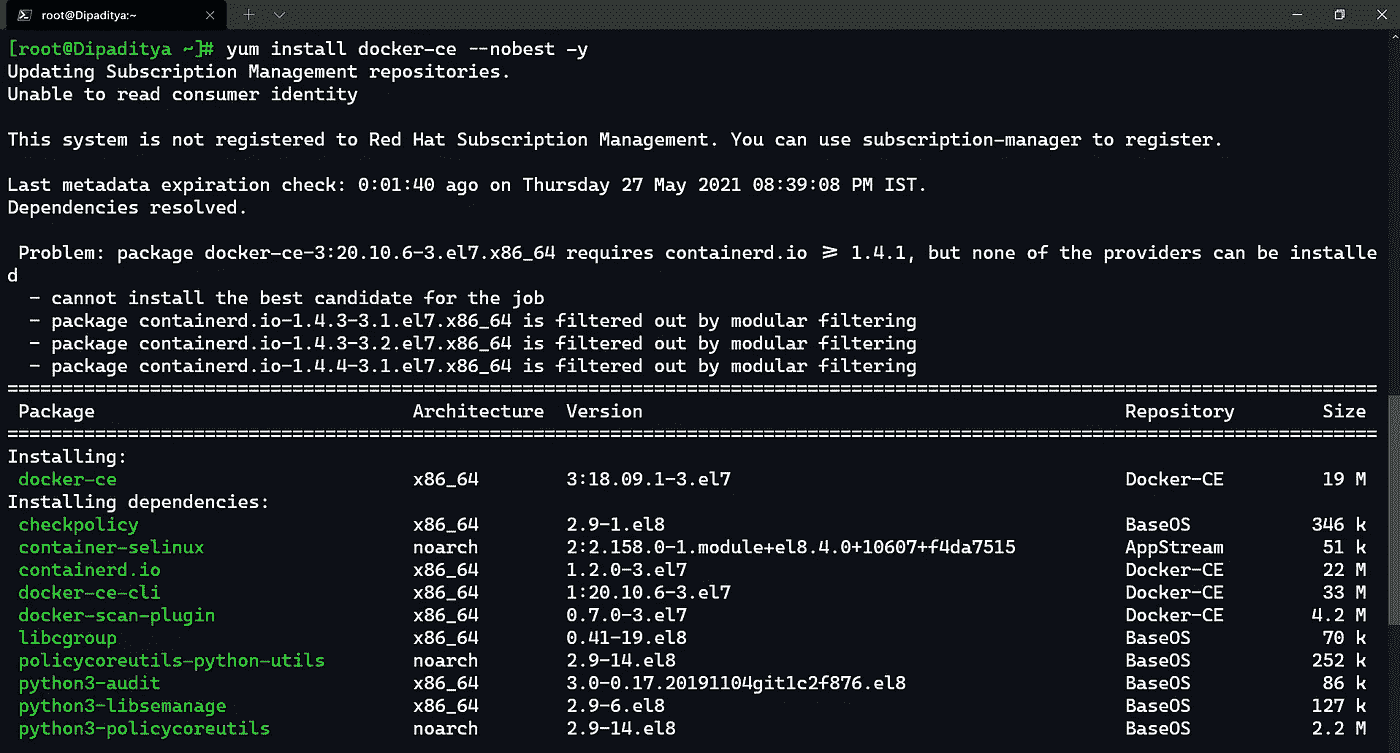 root@Dipaditya:~
[root@Dipaditya ~]# yum install docker-ce --nobest -y
Updating Subscription Management repositories.
Unable to read consumer identity
This system is not registered to Red Hat Subscription Management. You can use subscription-manager to register.
Last metadata expiration check: 0:01:40 ago on Thursday 27 May 2021 08:39:08 PM IST.
Dependencies resolved.
Problem: package docker-ce-3:20.10.6-3.el7.x86_64 requires containerd.io >= 1.4.1, but none of the providers can be installe
d
- cannot install the best candidate for the job
- package containerd.io-1.4.3-3.1.el7.x86_64 is filtered out by modular filtering
- package containerd.io-1.4.3-3.2.el7.x86_64 is filtered out by modular filtering
- package containerd.io-1.4.4-3.1.el7.x86_64 is filtered out by modular filtering
Package Architecture Version Repository Size
Installing:
docker-ce x86_64 3:18.09.1-3.el7 Docker-CE 19 M
Installing dependencies:
checkpolicy x86_64 2.9-1.el8 BaseOS 346 k
container-selinux noarch 2:2.158.0-1.module+el8.4.0+10607+f4da7515 AppStream 51 k
containerd.io x86_64 1.2.0-3.el7 Docker-CE 22 M
docker-ce-cli x86_64 1:20.10.6-3.el7 Docker-CE 33 M
docker-scan-plugin x86_64 0.7.0-3.el7 Docker-CE 4.2 M
libcgroup x86_64 0.41-19.el8 BaseOS 70 k
policycoreutils-python-utils noarch 2.9-14.el8 BaseOS 252 k
python3-audit x86_64 3.0-0.17.20191104git1c2f876.el8 BaseOS 86 k
python3-libsemanage x86_64 2.9-6.el8 BaseOS 127 k
python3-policycoreutils noarch 2.9-14.el8 BaseOS 2.2 M